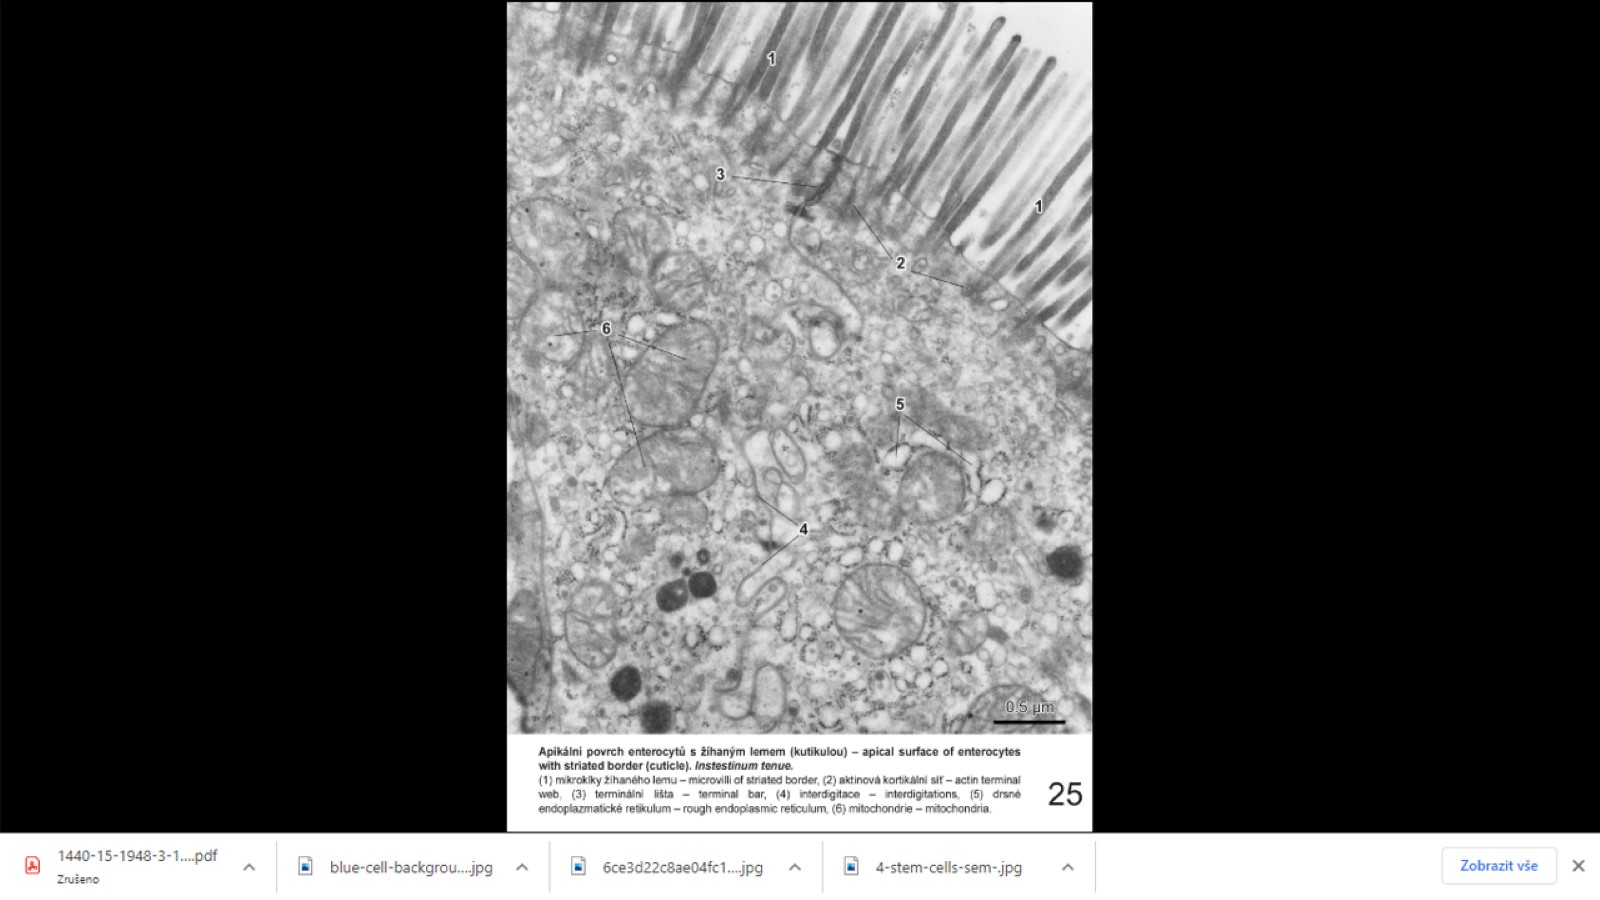 1
3
1
2
6
5
4
0.5 µm
Apikální povrch enterocytů s žíhaným lemem (kutikulou) – apical surface of enterocytes
with striated border (cuticle). Instestinum tenue.
(1) mikroklky žíhaného lemu – microvilli of striated border, (2) aktinová kortikální síť – actin terminal
web, (3) terminální lišta – terminal bar, (4) interdigitace – interdigitations, (5) drsné
endoplazmatické retikulum – rough endoplasmic reticulum, (6) mitochondrie – mitochondria.
25
1440-15-1948-3-1....pdf
Zrušeno
blue-cell-backgrou....jpg
6ce3d22c8ae04fc1....jpg
4-stem-cells-sem-.jpg
Zobrazit vše